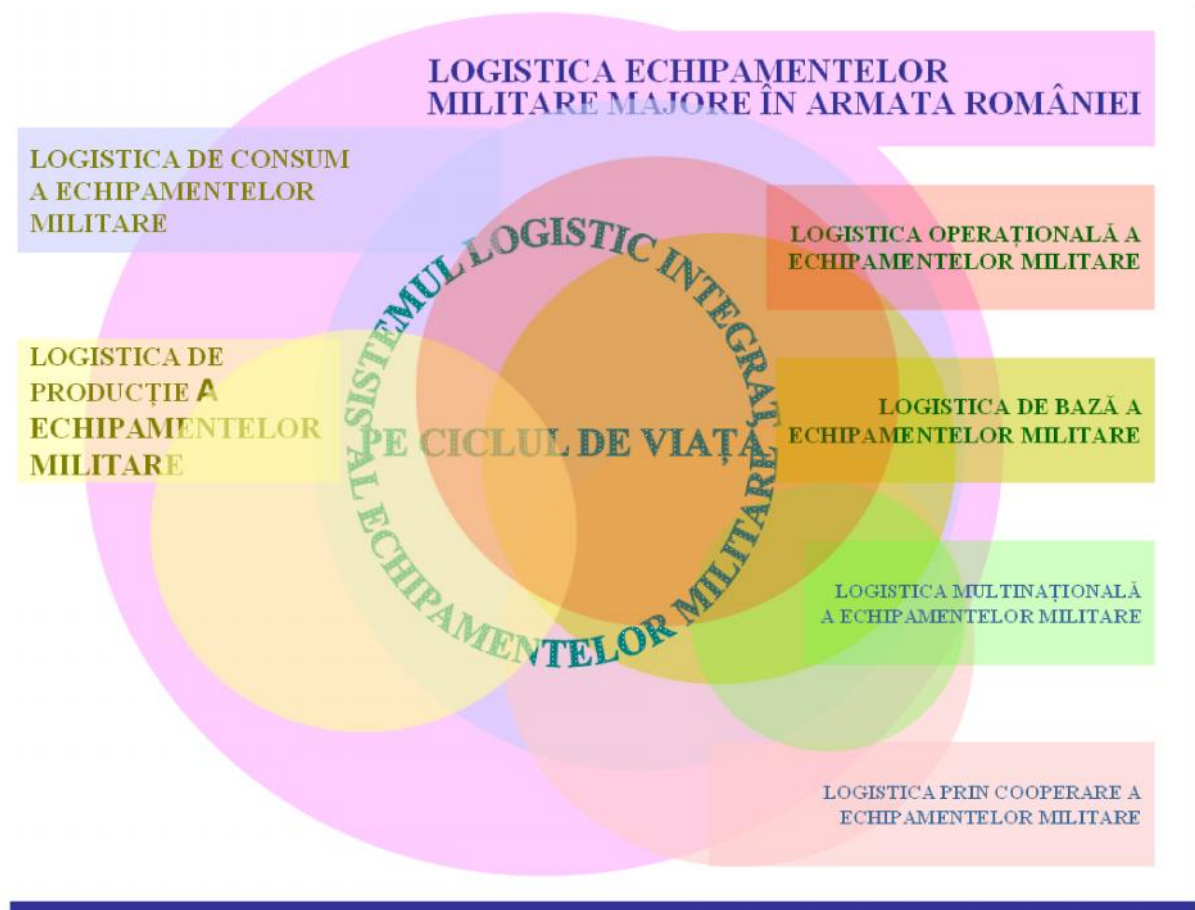 LOGISTICA ECHIPAMENTELOR
MILITARE MAJORE ÎN ARMATA ROMÂNIEI
LOGISTICA DE CONSUM
A ECHIPAMENTELOR
MILITARE
LOGISTICA OPERAȚIONALĂ A
ECHIPAMENTELOR MILITARE
SISTEMUL LOGISTIC INTEGRAT
PE CICLUL DE VIAȚĂ
AL ECHIPAMENTELOR MILITARE
LOGISTICA DE
PRODUCȚIE A
ECHIPAMENTELOR
MILITARE
LOGISTICA DE BAZĂ A
ECHIPAMENTELOR MILITARE
LOGISTICA MULTINAȚIONALĂ
A ECHIPAMENTELOR MILITARE
LOGISTICA PRIN COOPERARE A
ECHIPAMENTELOR MILITARE